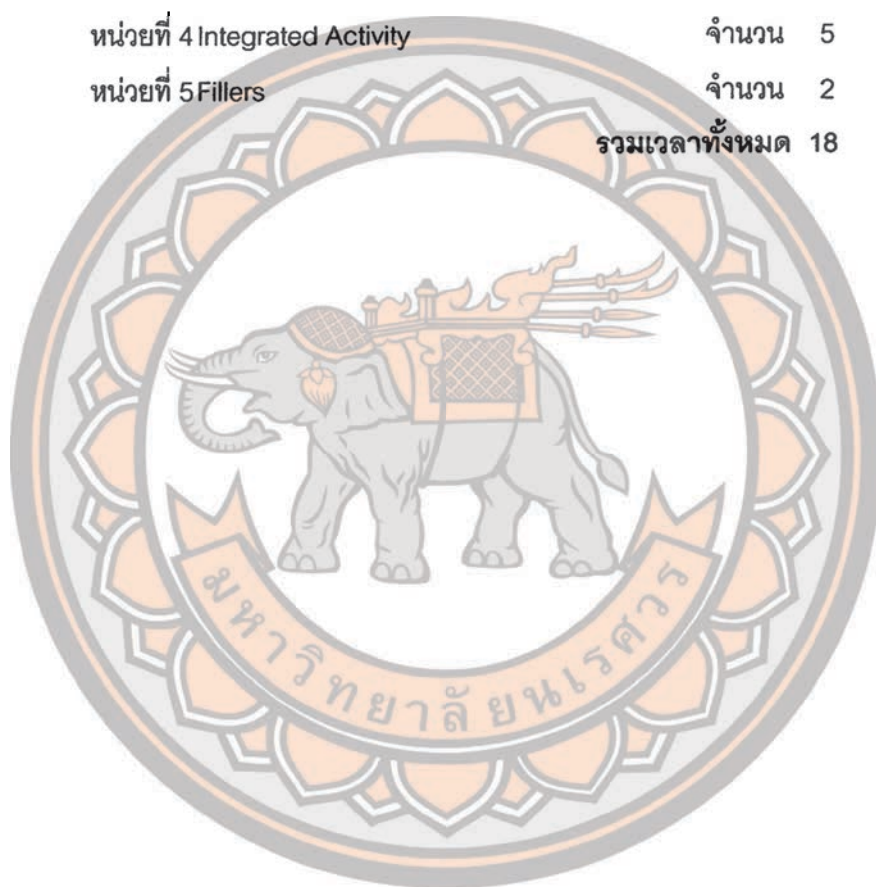 หน่วยที่ 4 Integrated Activity จำนวน 5
หน่วยที่ 5 Fillers จำนวน 2
รวมเวลาทั้งหมด 18
มหาวิทยาลัยนเรศวร